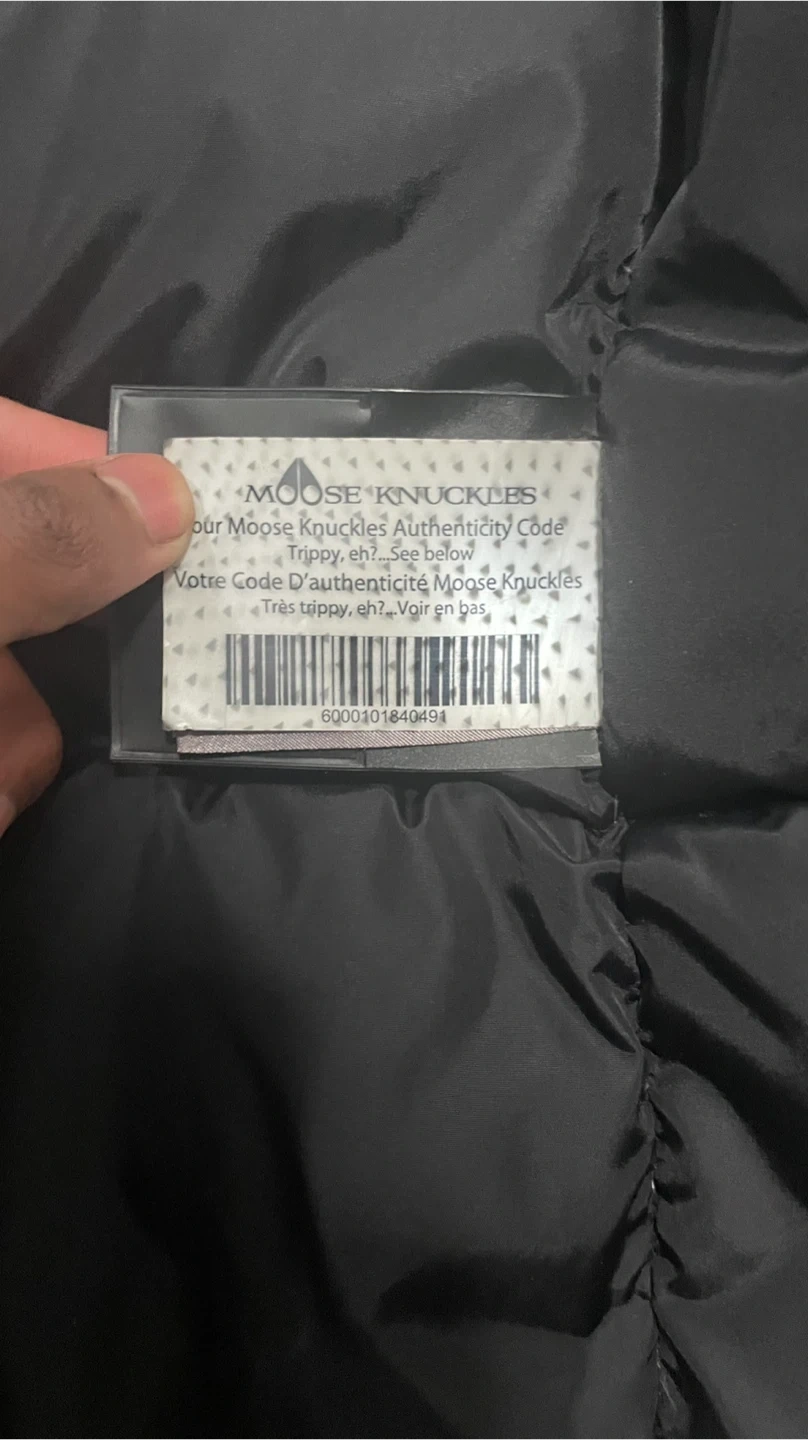 MOOSE KNUCKLES
our Moose Knuckles Authenticity Code
Trippy, eh?...See below
Votre Code D'authenticité Moose Knuckles
Très trippy, eh?...Voir en bas
6000101840491